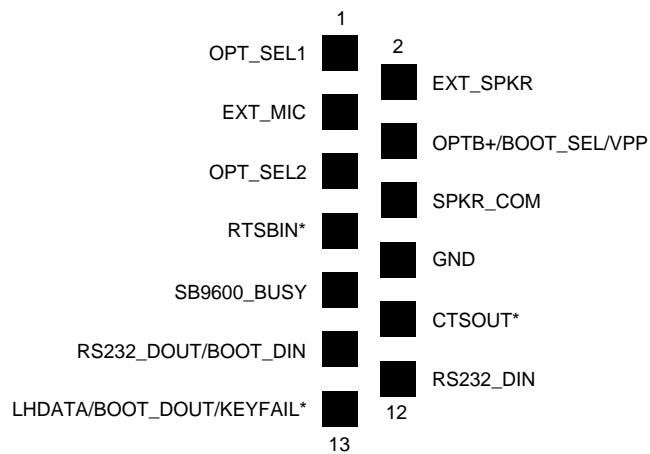 1
2
OPT_SEL1
EXT_SPKR
EXT_MIC
OPTB+/BOOT_SEL/VPP
OPT_SEL2
SPKR_COM
RTSBIN*
GND
SB9600_BUSY
CTSOUT*
RS232_DOUT/BOOT_DIN
RS232_DIN
LHDATA/BOOT_DOUT/KEYFAIL*
12
13